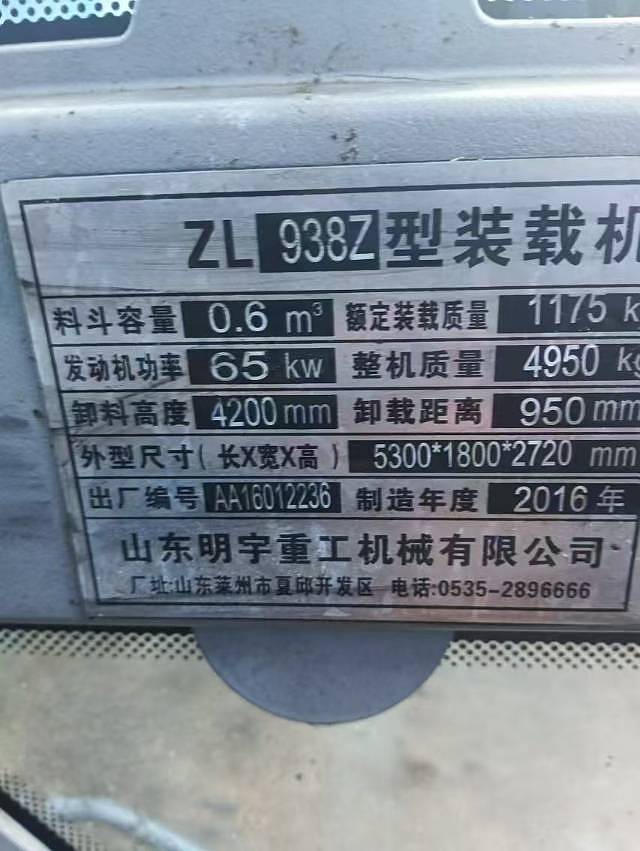 ZL 938Z 型装载机
料斗容量 0.6 m³ 额定装载质量 1175 k
发动机功率 65 kw 整机质量 4950 kg
卸料高度 4200 mm 卸载距离 950 mm
外型尺寸(长X宽X高) 5300*1800*2720 mm
出厂编号 AA16012236 制造年度 2016 年
山东明宇重工机械有限公司
厂址:山东莱州市夏邱开发区 电话:0535-2896666